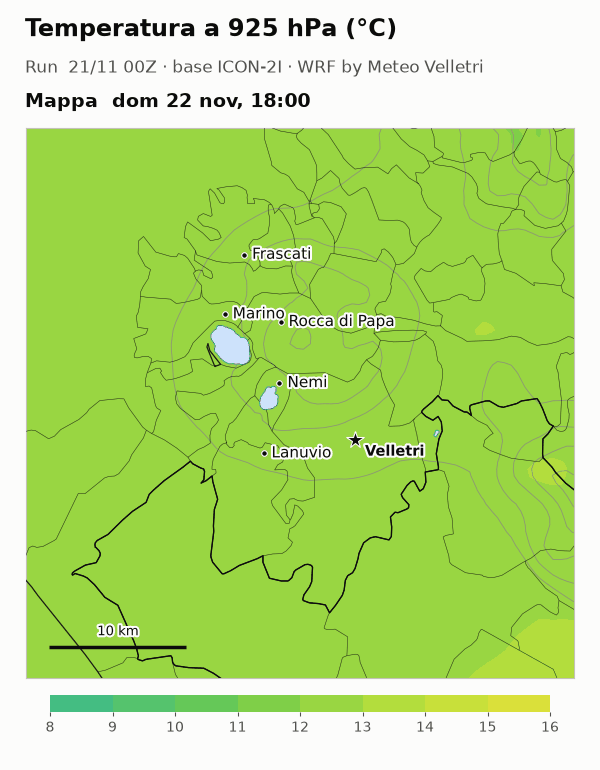 Temperatura a 925 hPa (°C)
Run  21/11 00Z · base ICON-2I · WRF by Meteo Velletri
Mappa  dom 22 nov, 18:00
Frascati
Marino
Rocca di Papa
Nemi
Velletri
Lanuvio
10 km
8 9 10 11 12 13 14 15 16